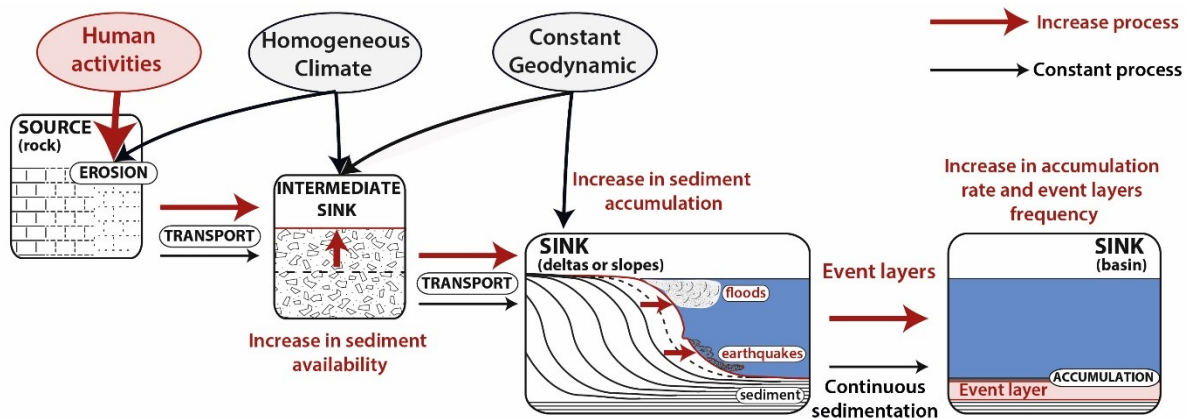 Human
activities
Homogeneous
Climate
Constant
Geodynamic
Increase process
Constant process
SOURCE
(rock)
EROSION
TRANSPORT
INTERMEDIATE
SINK
Increase in sediment
availability
TRANSPORT
Increase in sediment
accumulation
SINK
(deltas or slopes)
floods
earthquakes
sediment
Event layers
Continuous
sedimentation
Increase in accumulation
rate and event layers
frequency
SINK
(basin)
ACCUMULATION
Event layer